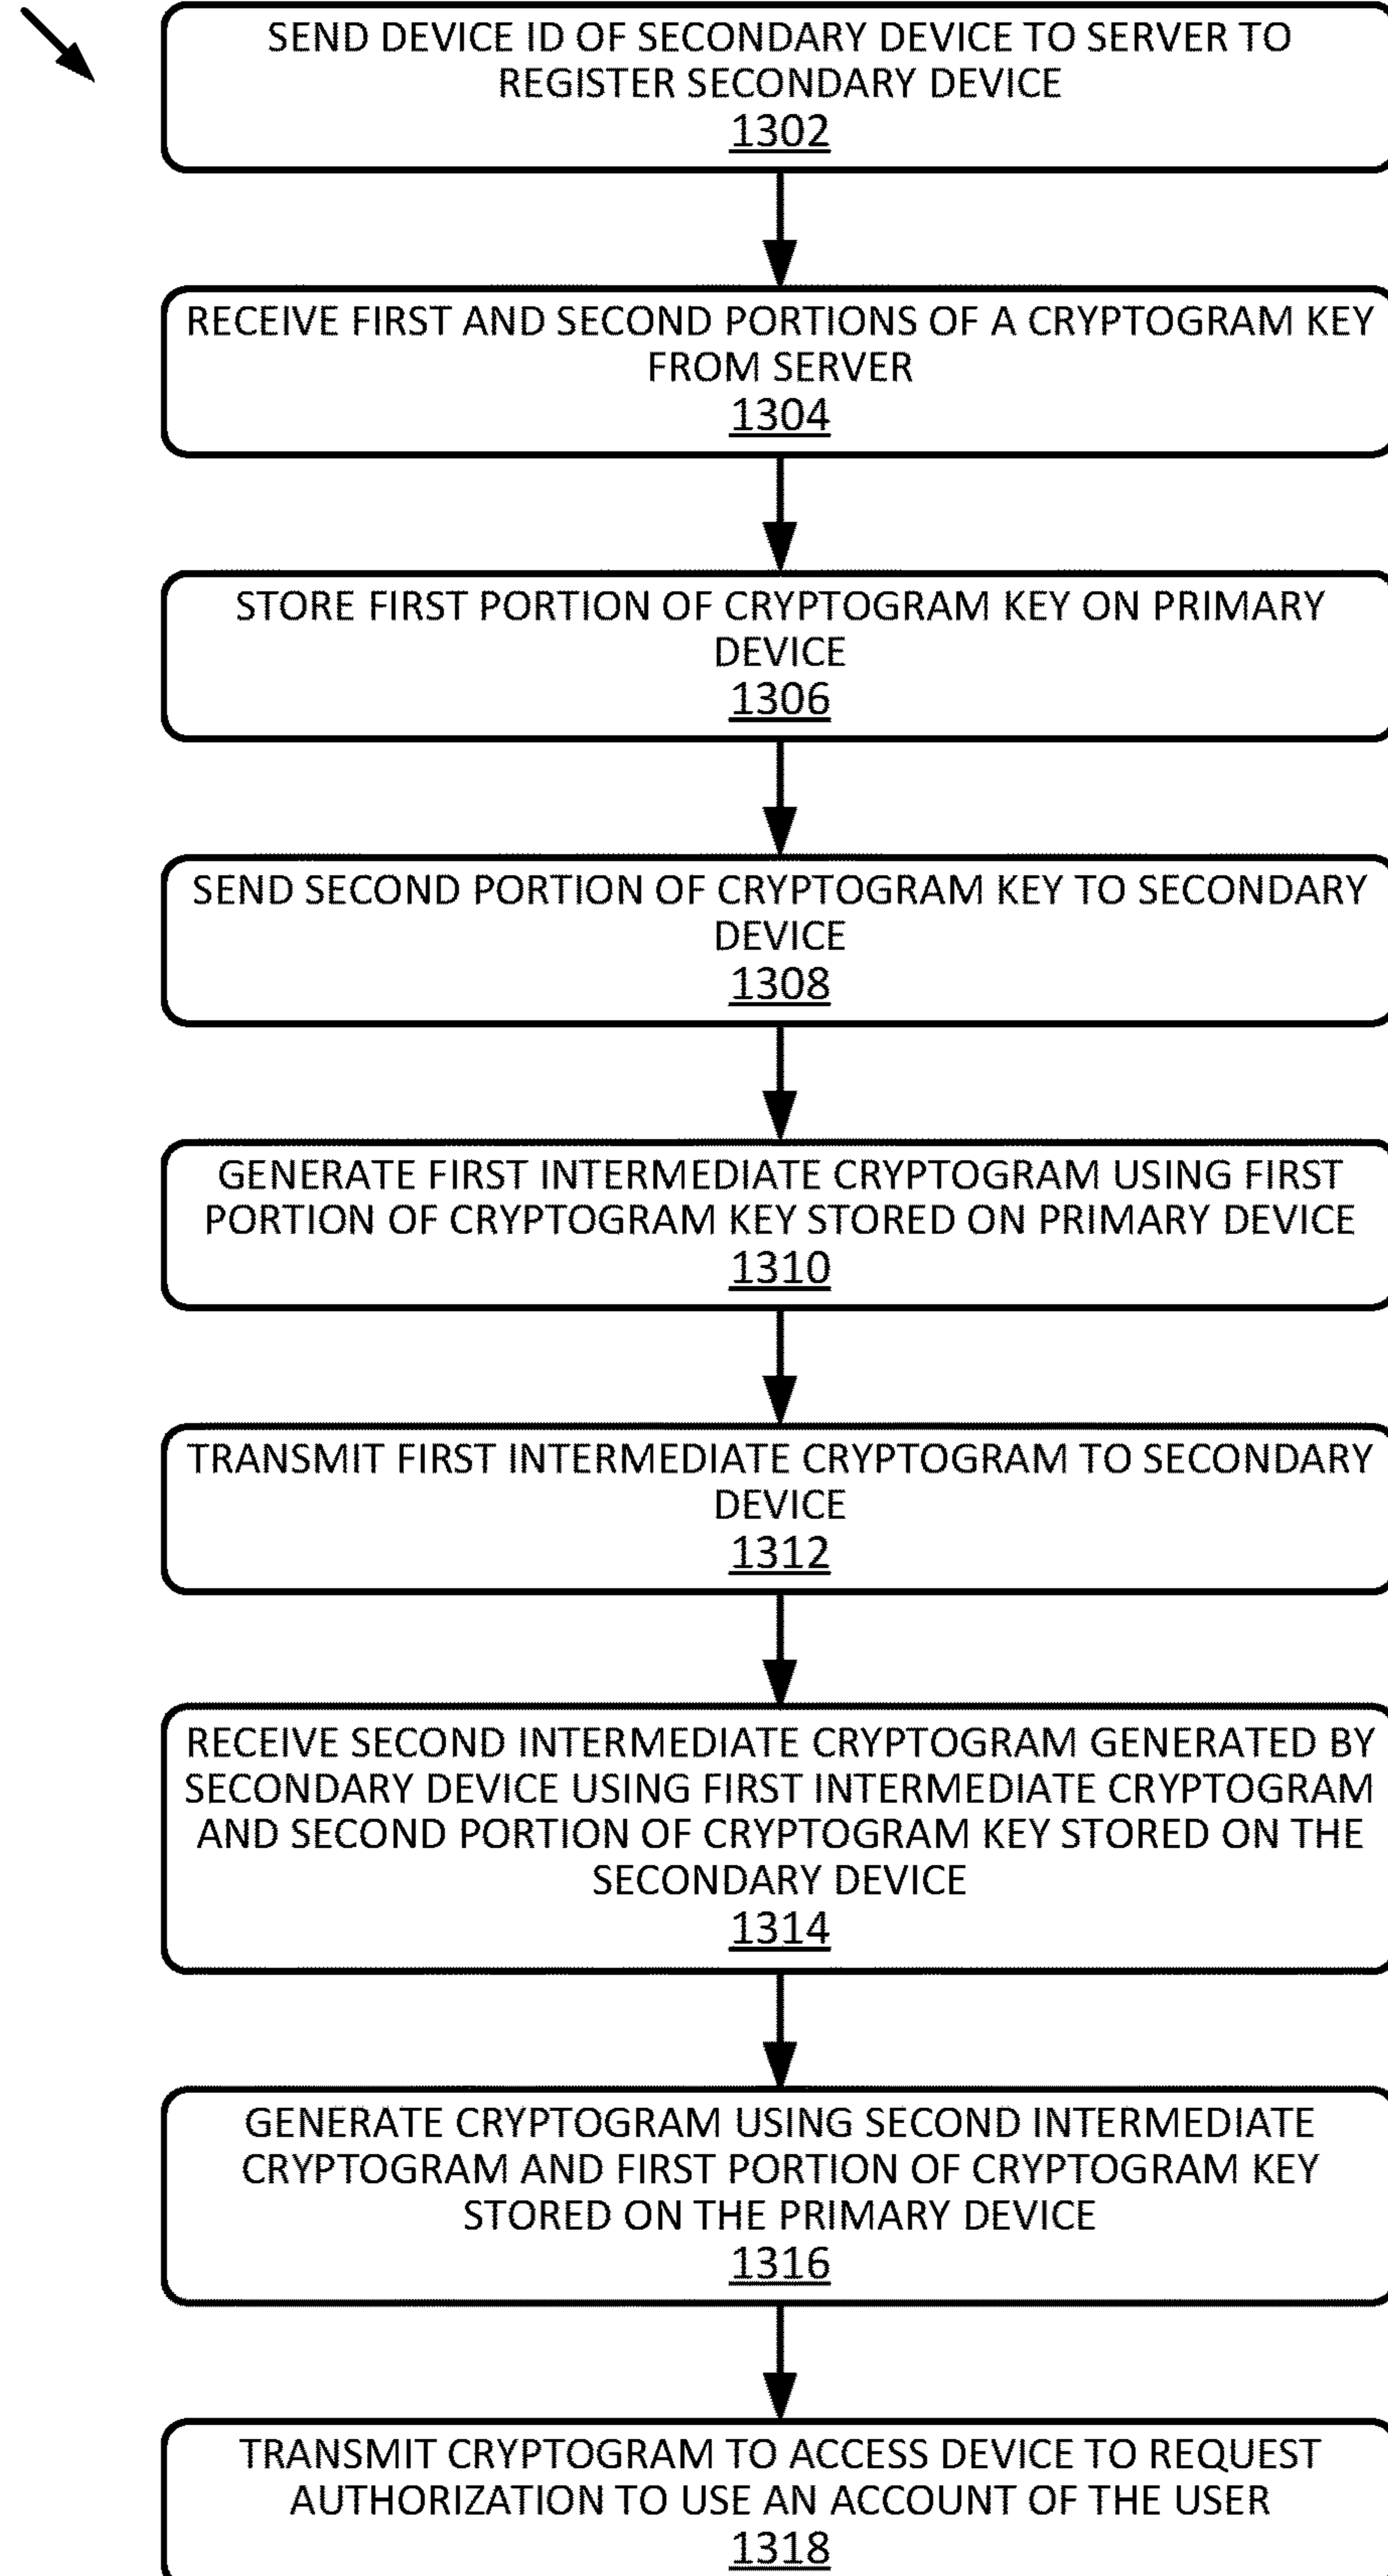 SEND DEVICE ID OF SECONDARY DEVICE TO SERVER TO
REGISTER SECONDARY DEVICE
1302
RECEIVE FIRST AND SECOND PORTIONS OF A CRYPTOGRAM KEY
FROM SERVER
1304
STORE FIRST PORTION OF CRYPTOGRAM KEY ON PRIMARY
DEVICE
1306
SEND SECOND PORTION OF CRYPTOGRAM KEY TO SECONDARY
DEVICE
1308
GENERATE FIRST INTERMEDIATE CRYPTOGRAM USING FIRST
PORTION OF CRYPTOGRAM KEY STORED ON PRIMARY DEVICE
1310
TRANSMIT FIRST INTERMEDIATE CRYPTOGRAM TO SECONDARY
DEVICE
1312
RECEIVE SECOND INTERMEDIATE CRYPTOGRAM GENERATED BY
SECONDARY DEVICE USING FIRST INTERMEDIATE CRYPTOGRAM
AND SECOND PORTION OF CRYPTOGRAM KEY STORED ON THE
SECONDARY DEVICE
1314
GENERATE CRYPTOGRAM USING SECOND INTERMEDIATE
CRYPTOGRAM AND FIRST PORTION OF CRYPTOGRAM KEY
STORED ON THE PRIMARY DEVICE
1316
TRANSMIT CRYPTOGRAM TO ACCESS DEVICE TO REQUEST
AUTHORIZATION TO USE AN ACCOUNT OF THE USER
1318